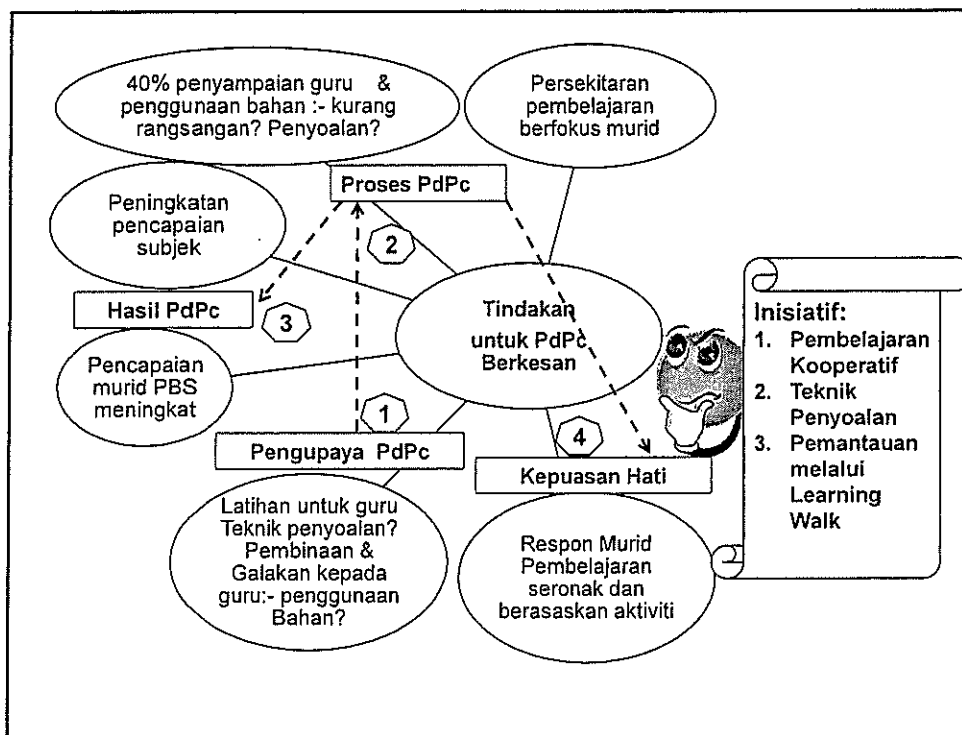 40% penyampaian guru &
penggunaan bahan :- kurang
rangsangan? Penyoalan?
Persekitaran
pembelajaran
berfokus murid
Proses PdPc
Peningkatan
pencapaian
subjek
2
Hasil PdPc
3
Tindakan
untuk PdPc
Berkesan
Pencapaian
murid PBS
meningkat
1
Pengupaya PdPc
4
Kepuasan Hati
Latihan untuk guru
Teknik penyoalan?
Pembinaan &
Galakan kepada
guru:- penggunaan
Bahan?
Respon Murid
Pembelajaran
seronak dan
berasaskan aktiviti
Inisiatif:
1. Pembelajaran
Kooperatif
2. Teknik
Penyoalan
3. Pemantauan
melalui
Learning
Walk